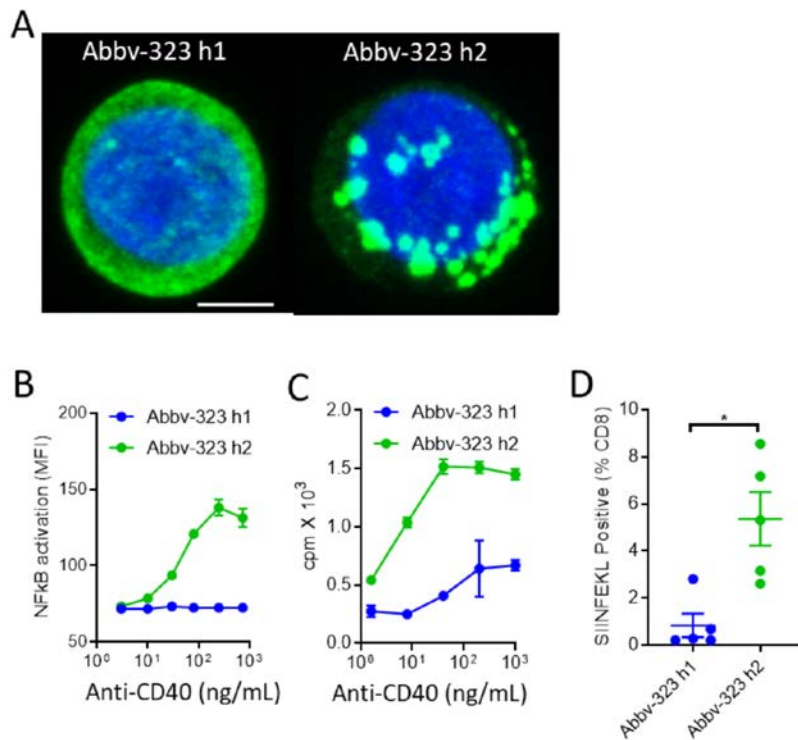 A
Abbv-323 h1
Abbv-323 h2
B
NFkB activation (MFI)
200
150
100
50
10⁰
10¹
10²
10³
Abbv-323 h1
Abbv-323 h2
Anti-CD40 (ng/mL)
C
cpm X 10³
2.0
1.5
1.0
0.5
0.0
10⁰
10¹
10²
10³
Abbv-323 h1
Abbv-323 h2
Anti-CD40 (ng/mL)
D
SIINFEKL Positive (% CD8)
10
8
6
4
2
0
*
Abbv-323 h1
Abbv-323 h2